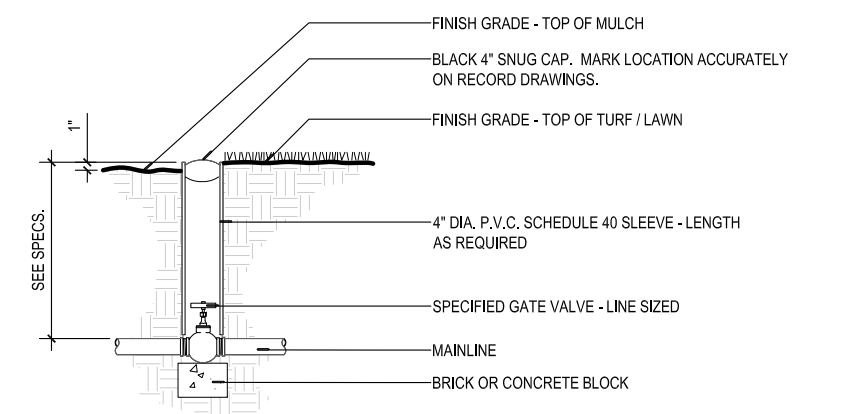 FINISH GRADE - TOP OF MULCH
BLACK 4" SNUG CAP. MARK LOCATION ACCURATELY
ON RECORD DRAWINGS.
FINISH GRADE - TOP OF TURF / LAWN
1"
SEE SPECS.
4" DIA. P.V.C. SCHEDULE 40 SLEEVE - LENGTH
AS REQUIRED
SPECIFIED GATE VALVE - LINE SIZED
MAINLINE
BRICK OR CONCRETE BLOCK